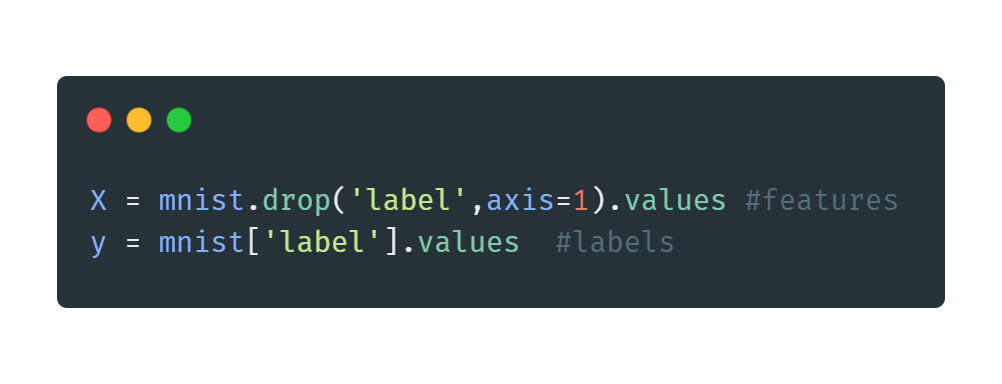 X = mnist.drop('label',axis=1).values #features
y = mnist['label'].values  #labels